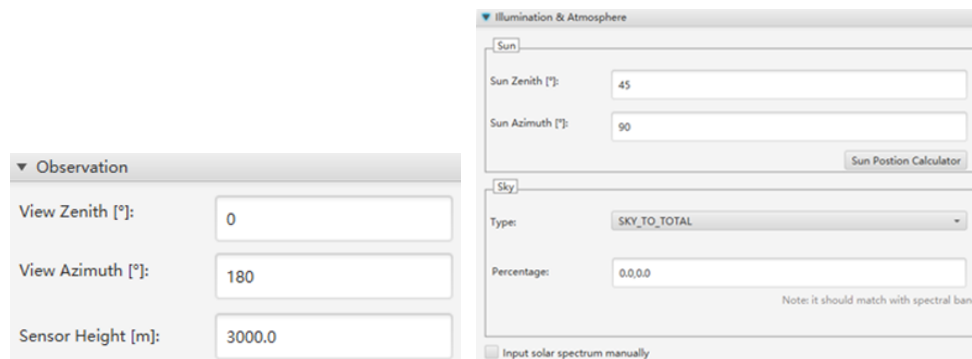 Observation
View Zenith [°]:
0
View Azimuth [°]:
180
Sensor Height [m]:
3000.0
Illumination & Atmosphere
Sun
Sun Zenith [°]:
45
Sun Azimuth [°]:
90
Sun Postion Calculator
Sky
Type:
SKY_TO_TOTAL
Percentage:
0.0,0.0
Note: it should match with spectral ban
Input solar spectrum manually